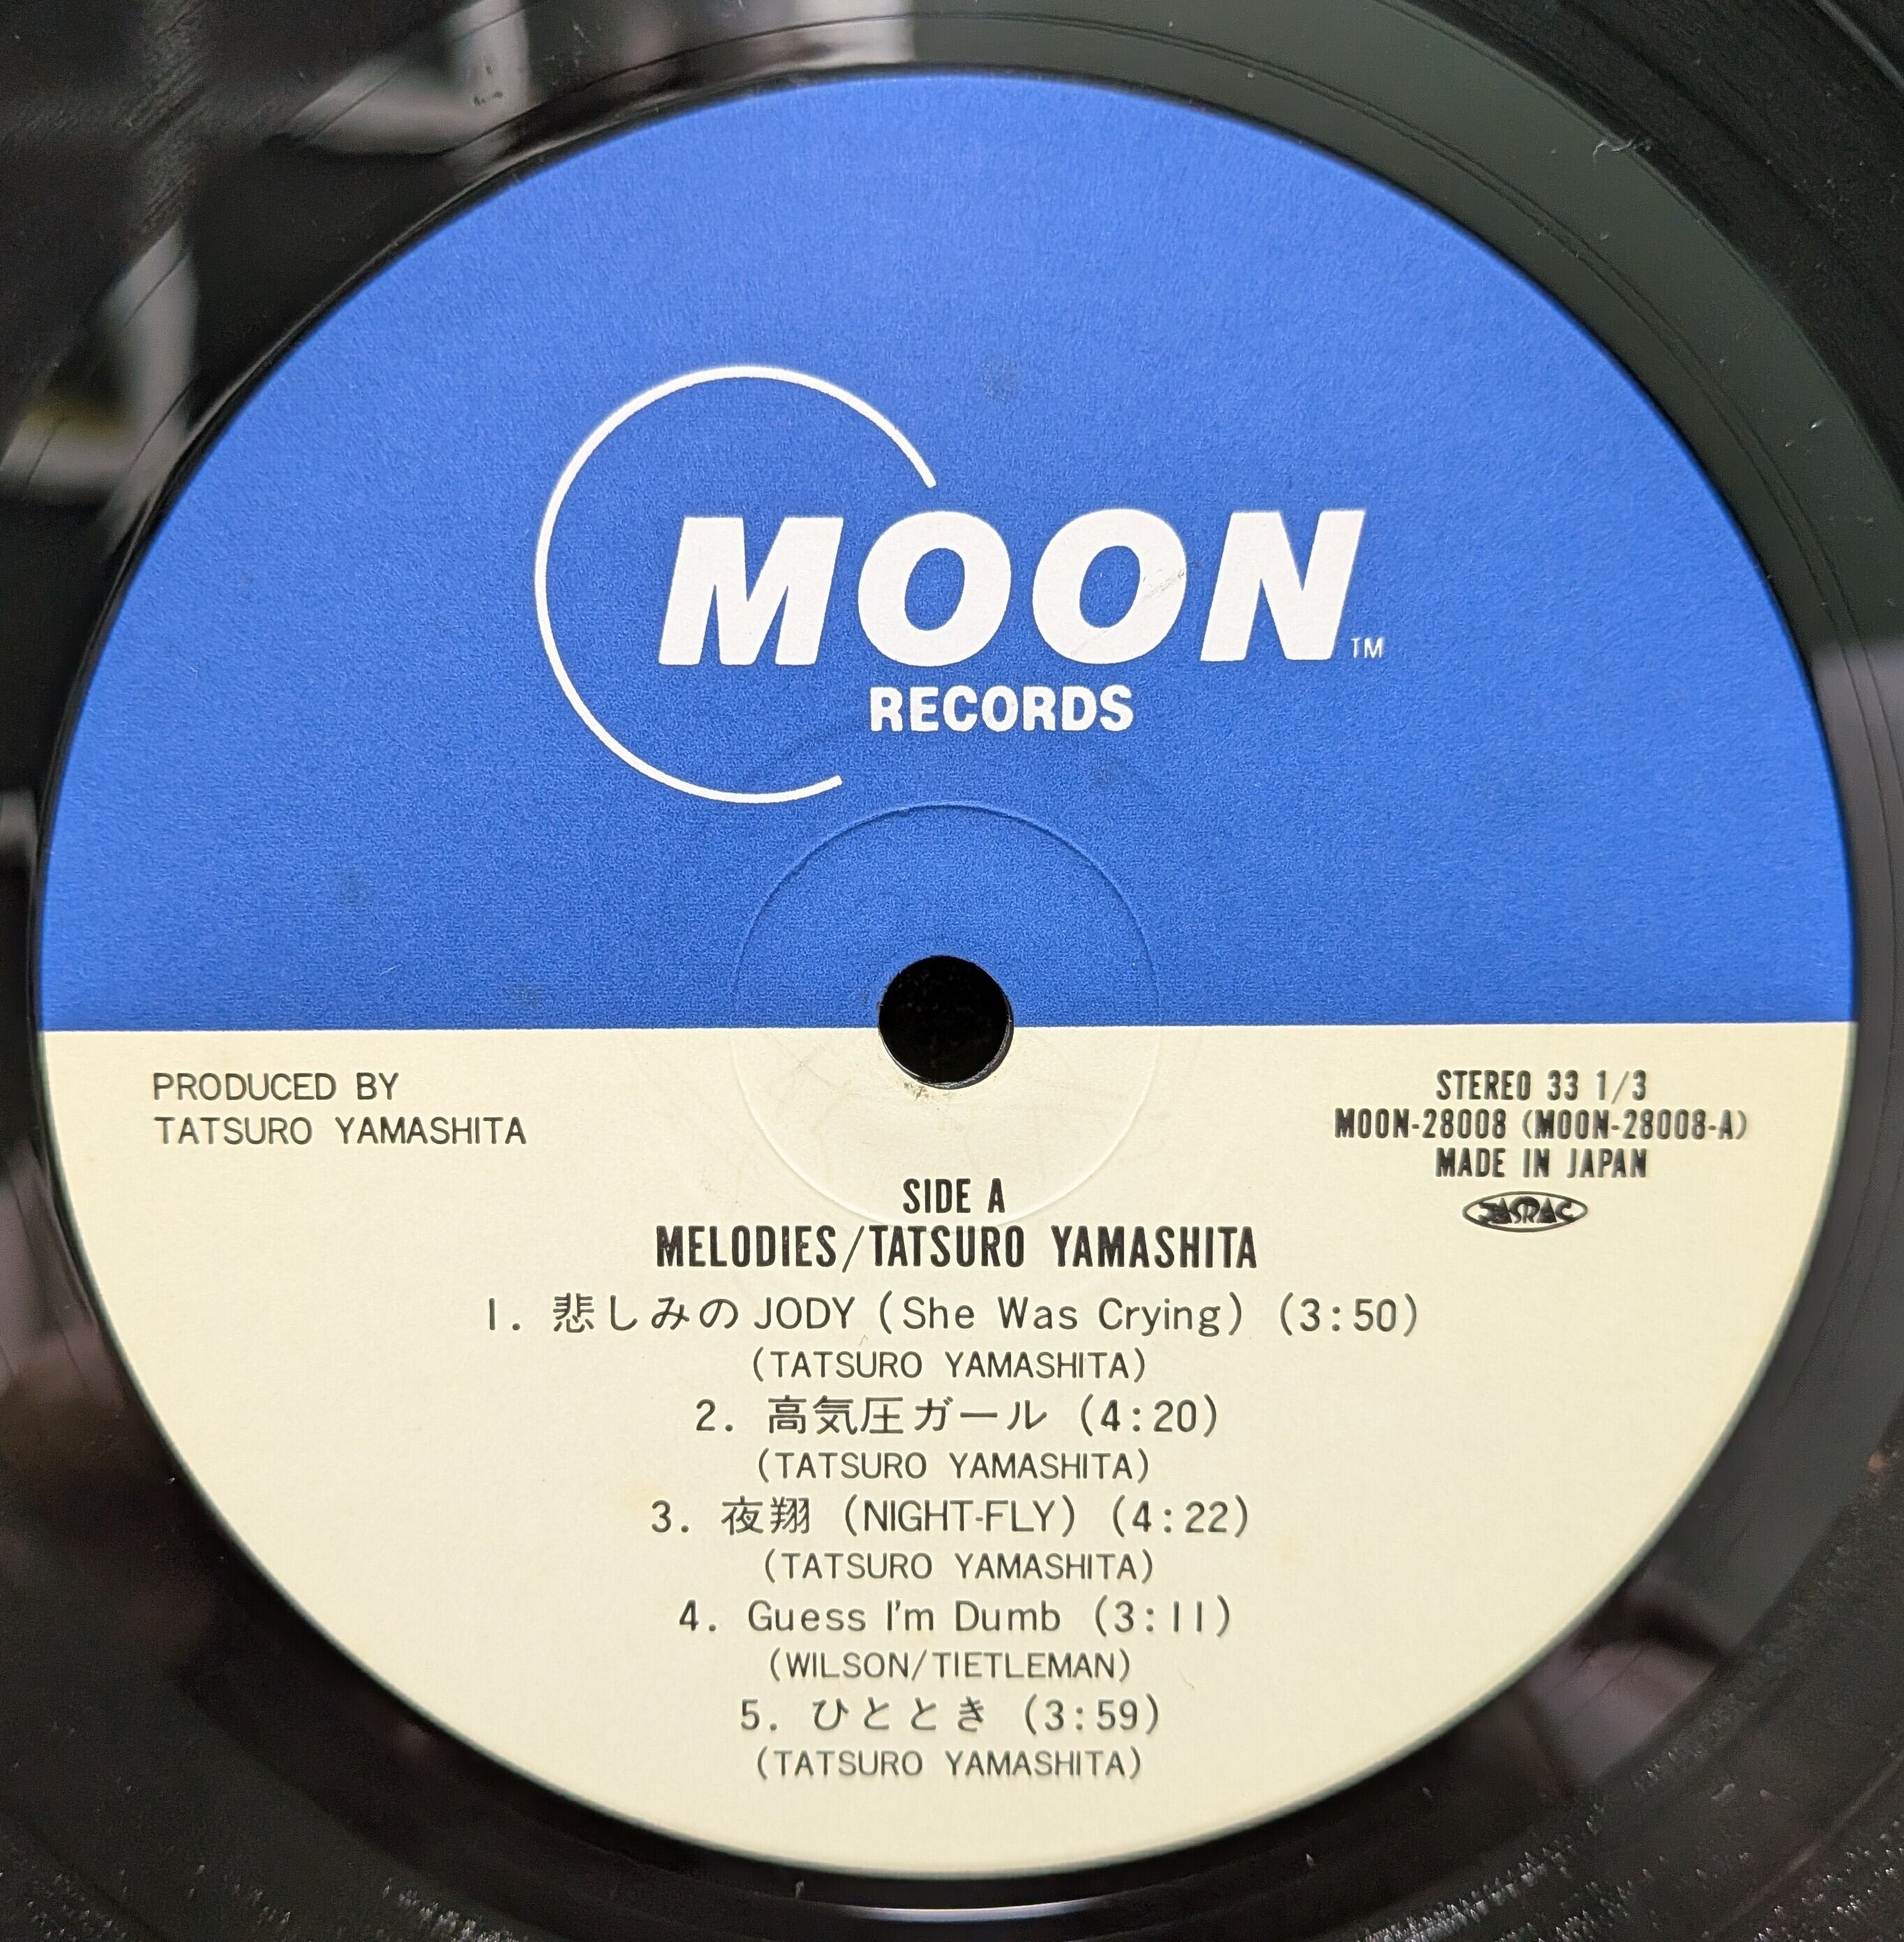 MOON
TM
RECORDS
PRODUCED BY
TATSURO YAMASHITA
STEREO 33 1/3
MOON-28008 (MOON-28008-A)
MADE IN JAPAN
JASRAC
SIDE A
MELODIES/TATSURO YAMASHITA
1. 悲しみのJODY (She Was Crying) (3:50)
(TATSURO YAMASHITA)
2. 高気圧ガール (4:20)
(TATSURO YAMASHITA)
3. 夜翔 (NIGHT-FLY) (4:22)
(TATSURO YAMASHITA)
4. Guess I'm Dumb (3:11)
(WILSON/TIETLEMAN)
5. ひととき (3:59)
(TATSURO YAMASHITA)